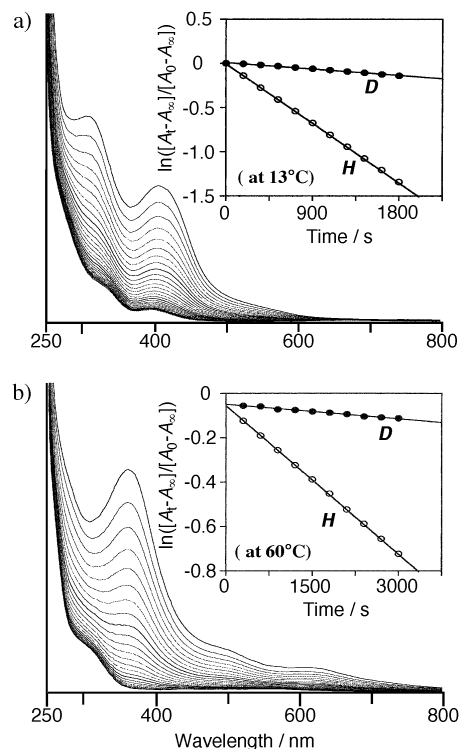 a)
ln([At-A∞]/[A0-A∞])
0.5
0
-0.5
-1.0
-1.5
D
H
( at 13°C)
0 900 1800
Time / s
250 400 600 800
b)
ln([At-A∞]/[A0-A∞])
0
-0.2
-0.4
-0.6
-0.8
D
H
( at 60°C)
0 1500 3000
Time / s
250 400 600 800
Wavelength / nm